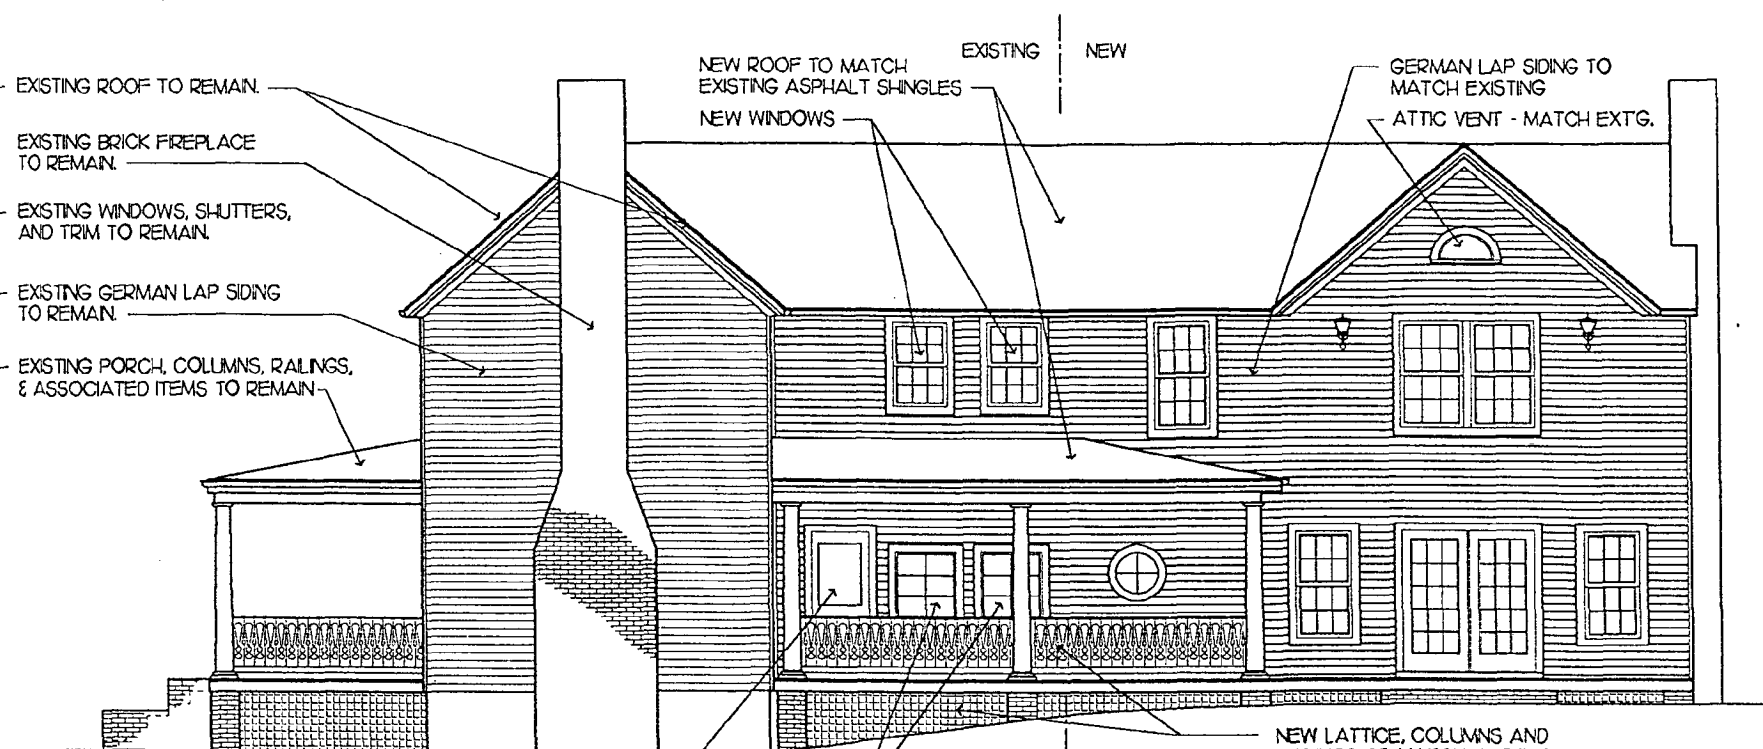 EXISTING ROOF TO REMAIN.
EXISTING BRICK FIREPLACE
TO REMAIN.
EXISTING WINDOWS, SHUTTERS,
AND TRIM TO REMAIN.
EXISTING GERMAN LAP SIDING
TO REMAIN.
EXISTING PORCH, COLUMNS, RAILINGS,
& ASSOCIATED ITEMS TO REMAIN
NEW ROOF TO MATCH
EXISTING ASPHALT SHINGLES
NEW WINDOWS
EXISTING
NEW
GERMAN LAP SIDING TO
MATCH EXISTING
ATTIC VENT - MATCH EXT'G.
NEW LATTICE, COLUMNS AND